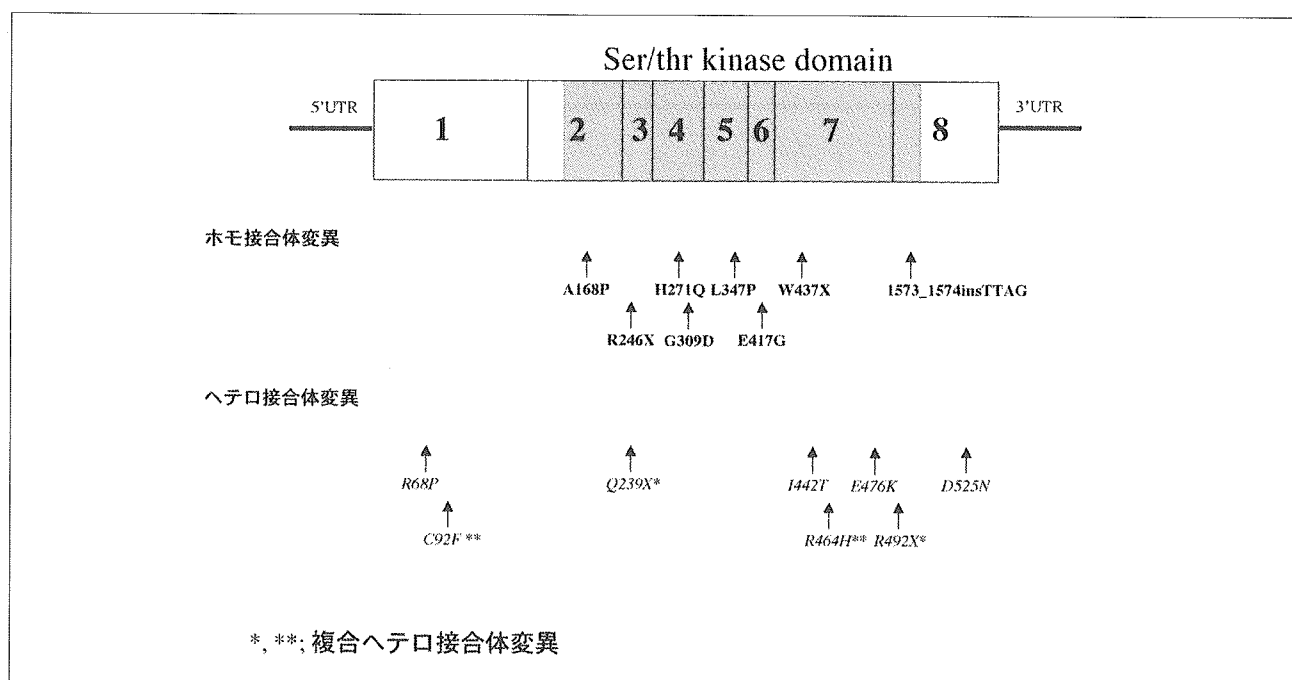 Ser/thr kinase domain
5'UTR 1 2 3 4 5 6 7 8 3'UTR
ホモ接合体変異
A168P H271Q L347P W437X 1573_1574insTTAG
R246X G309D E417G
ヘテロ接合体変異
R68P Q239X* I442T E476K D525N
C92F ** R464H** R492X*
*, **; 複合ヘテロ接合体変異